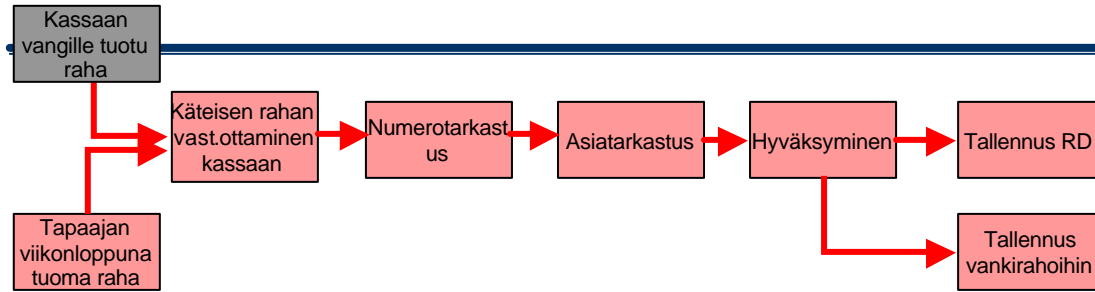 Kassaan
vangille tuotu
raha
Käteisen rahan
vast.ottaminen
kassaan
Numerotarkast
us
Asiatarkastus
Hyväksyminen
Tallennus RD
Tapaajan
viikonloppuna
tuoma raha
Tallennus
vankirahoihin